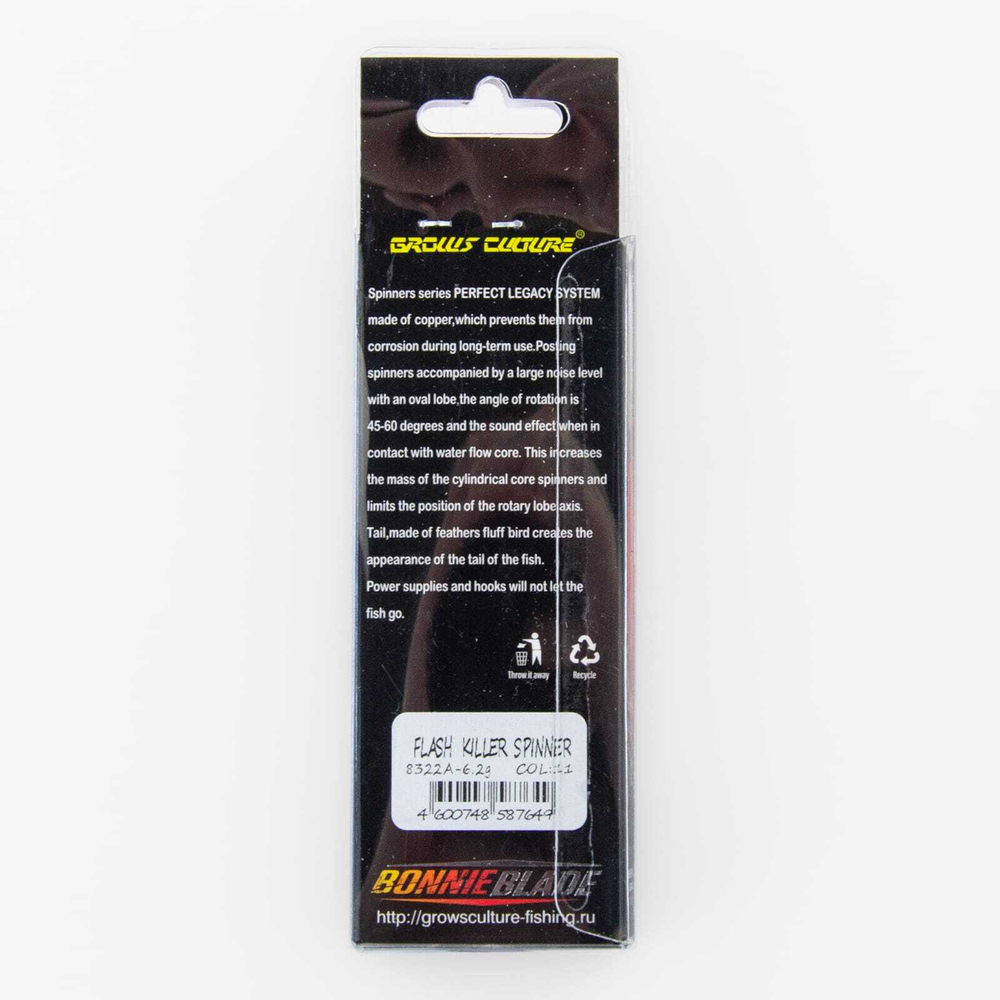 GROWS CULTURE®
Spinners series PERFECT LEGACY SYSTEM
made of copper,which prevents them from
corrosion during long-term use.Posting
spinners accompanied by a large noise level
with an oval lobe,the angle of rotation is
45-60 degrees and the sound effect when in
contact with water flow core. This increases
the mass of the cylindrical core spinners and
limits the position of the rotary lobe axis.
Tail,made of feathers fluff bird creates the
appearance of the tail of the fish.
Power supplies and hooks will not let the
fish go.
Throw it away Recycle
FLASH KILLER SPINNER
8322A-6.2g COL:11
4 600748 587649
BONNIE BLADE
http://growsculture-fishing.ru